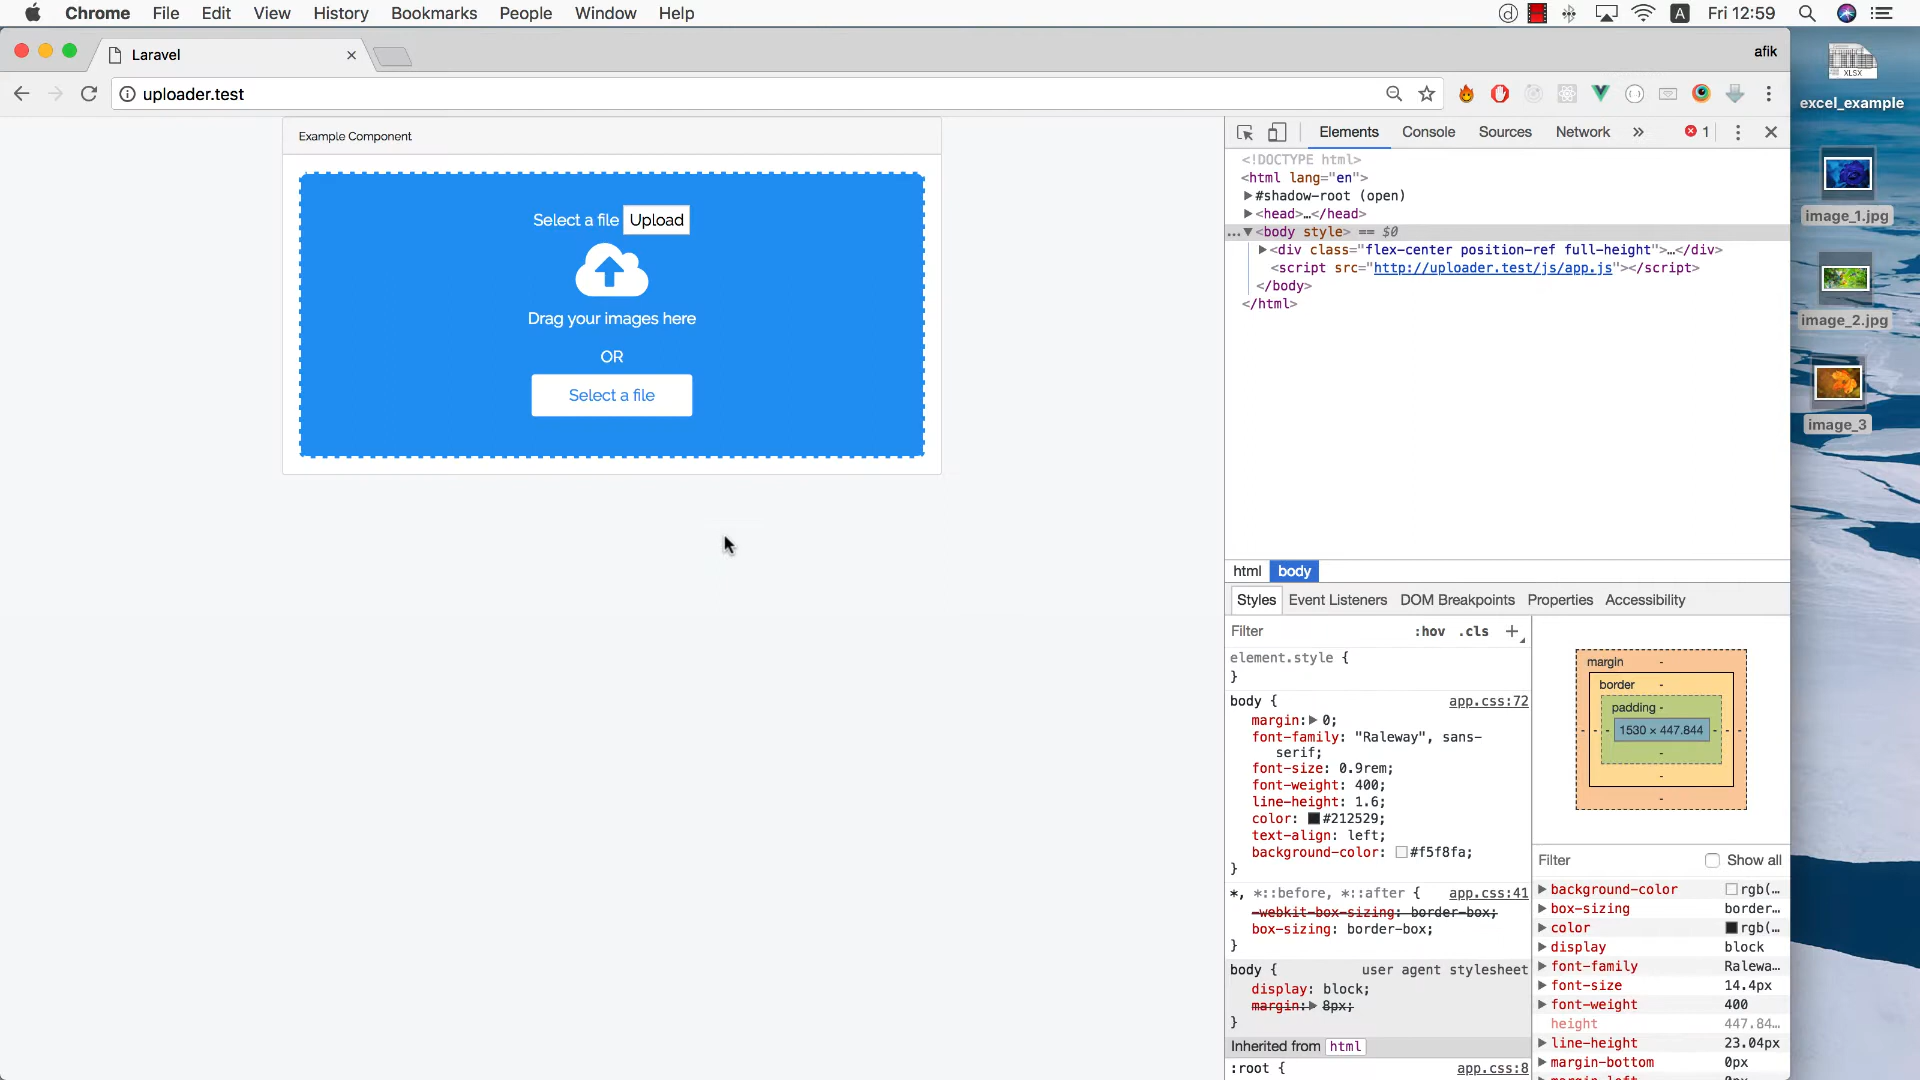 Chrome File Edit View History Bookmarks People Window Help
A Fri 12:59
Laravel
afik
uploader.test
Example Component
Select a file Upload
Drag your images here
OR
Select a file
Elements Console Sources Network » 1
<!DOCTYPE html>
<html lang="en">
#shadow-root (open)
<head>…</head>
…<body style> == $0
<div class="flex-center position-ref full-height">…</div>
<script src="http://uploader.test/js/app.js"></script>
</body>
</html>
html body
Styles Event Listeners DOM Breakpoints Properties Accessibility
Filter :hov .cls +
element.style {
}
body { app.css:72
margin: 0;
font-family: "Raleway", sans-
serif;
font-size: 0.9rem;
font-weight: 400;
line-height: 1.6;
color: #212529;
text-align: left;
background-color: #f5f8fa;
}
*, *::before, *::after { app.css:41
-webkit-box-sizing: border-box;
box-sizing: border-box;
}
body { user agent stylesheet
display: block;
margin: 8px;
}
Inherited from html
:root { app.css:8
margin -
border -
padding -
1530 × 447.844
Filter Show all
background-color rgb(…
box-sizing border…
color rgb(…
display block
font-family Ralewa…
font-size 14.4px
font-weight 400
height 447.84…
line-height 23.04px
margin-bottom 0px
XLSX
excel_example
image_1.jpg
image_2.jpg
image_3